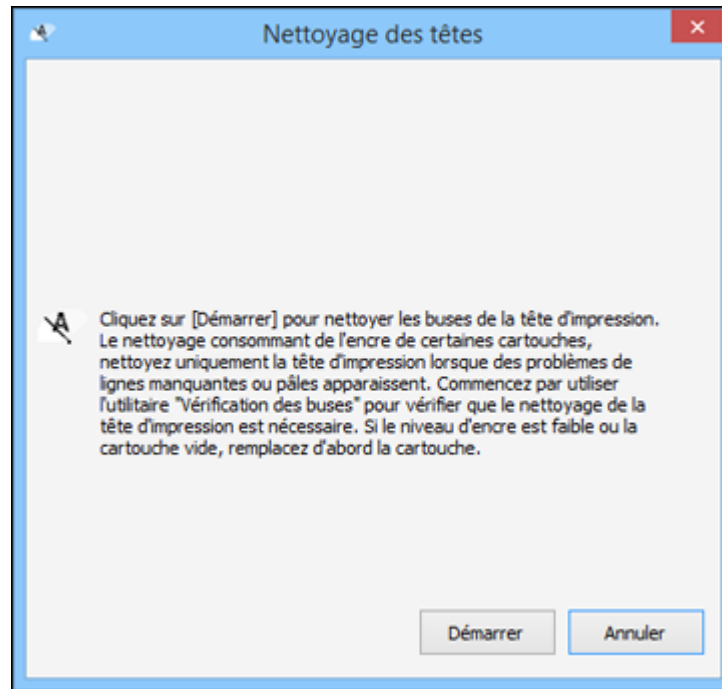 Nettoyage des têtes
Cliquez sur [Démarrer] pour nettoyer les buses de la tête d'impression.
Le nettoyage consommant de l'encre de certaines cartouches,
nettoyez uniquement la tête d'impression lorsque des problèmes de
lignes manquantes ou pâles apparaissent. Commencez par utiliser
l'utilitaire "Vérification des buses" pour vérifier que le nettoyage de la
tête d'impression est nécessaire. Si le niveau d'encre est faible ou la
cartouche vide, remplacez d'abord la cartouche.
Démarrer
Annuler